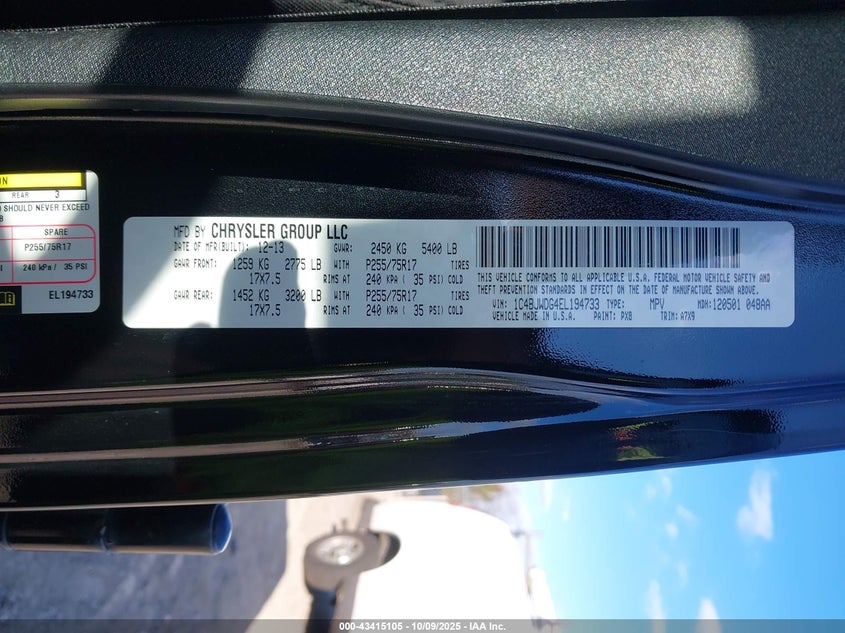 ON
REAR 3
D SHOULD NEVER EXCEED
LB
SPARE
P255/75R17
240 kPa/ 35 PSI
EL194733
MFD BY CHRYSLER GROUP LLC
DATE OF MFR(BUILT): 12-13 GVWR: 2450 KG 5400 LB
GAWR FRONT: 1259 KG 2775 LB WITH P255/75R17 TIRES
17X7.5 RIMS AT 240 KPA ( 35 PSI) COLD
GAWR REAR: 1452 KG 3200 LB WITH P255/75R17 TIRES
17X7.5 RIMS AT 240 KPA ( 35 PSI) COLD
THIS VEHICLE CONFORMS TO ALL APPLICABLE U.S.A. FEDERAL MOTOR VEHICLE SAFETY AND
THEFT PREVENTION STANDARDS IN EFFECT ON THE DATE OF MANUFACTURE SHOWN ABOVE.
VIN: 1C4BJWDG4EL194733 TYPE: MPV MDH: 120501 048AA
VEHICLE MADE IN U.S.A. PAINT: PX8 TRIM: A7X9
000-43415105 - 10/09/2025 - IAA Inc.